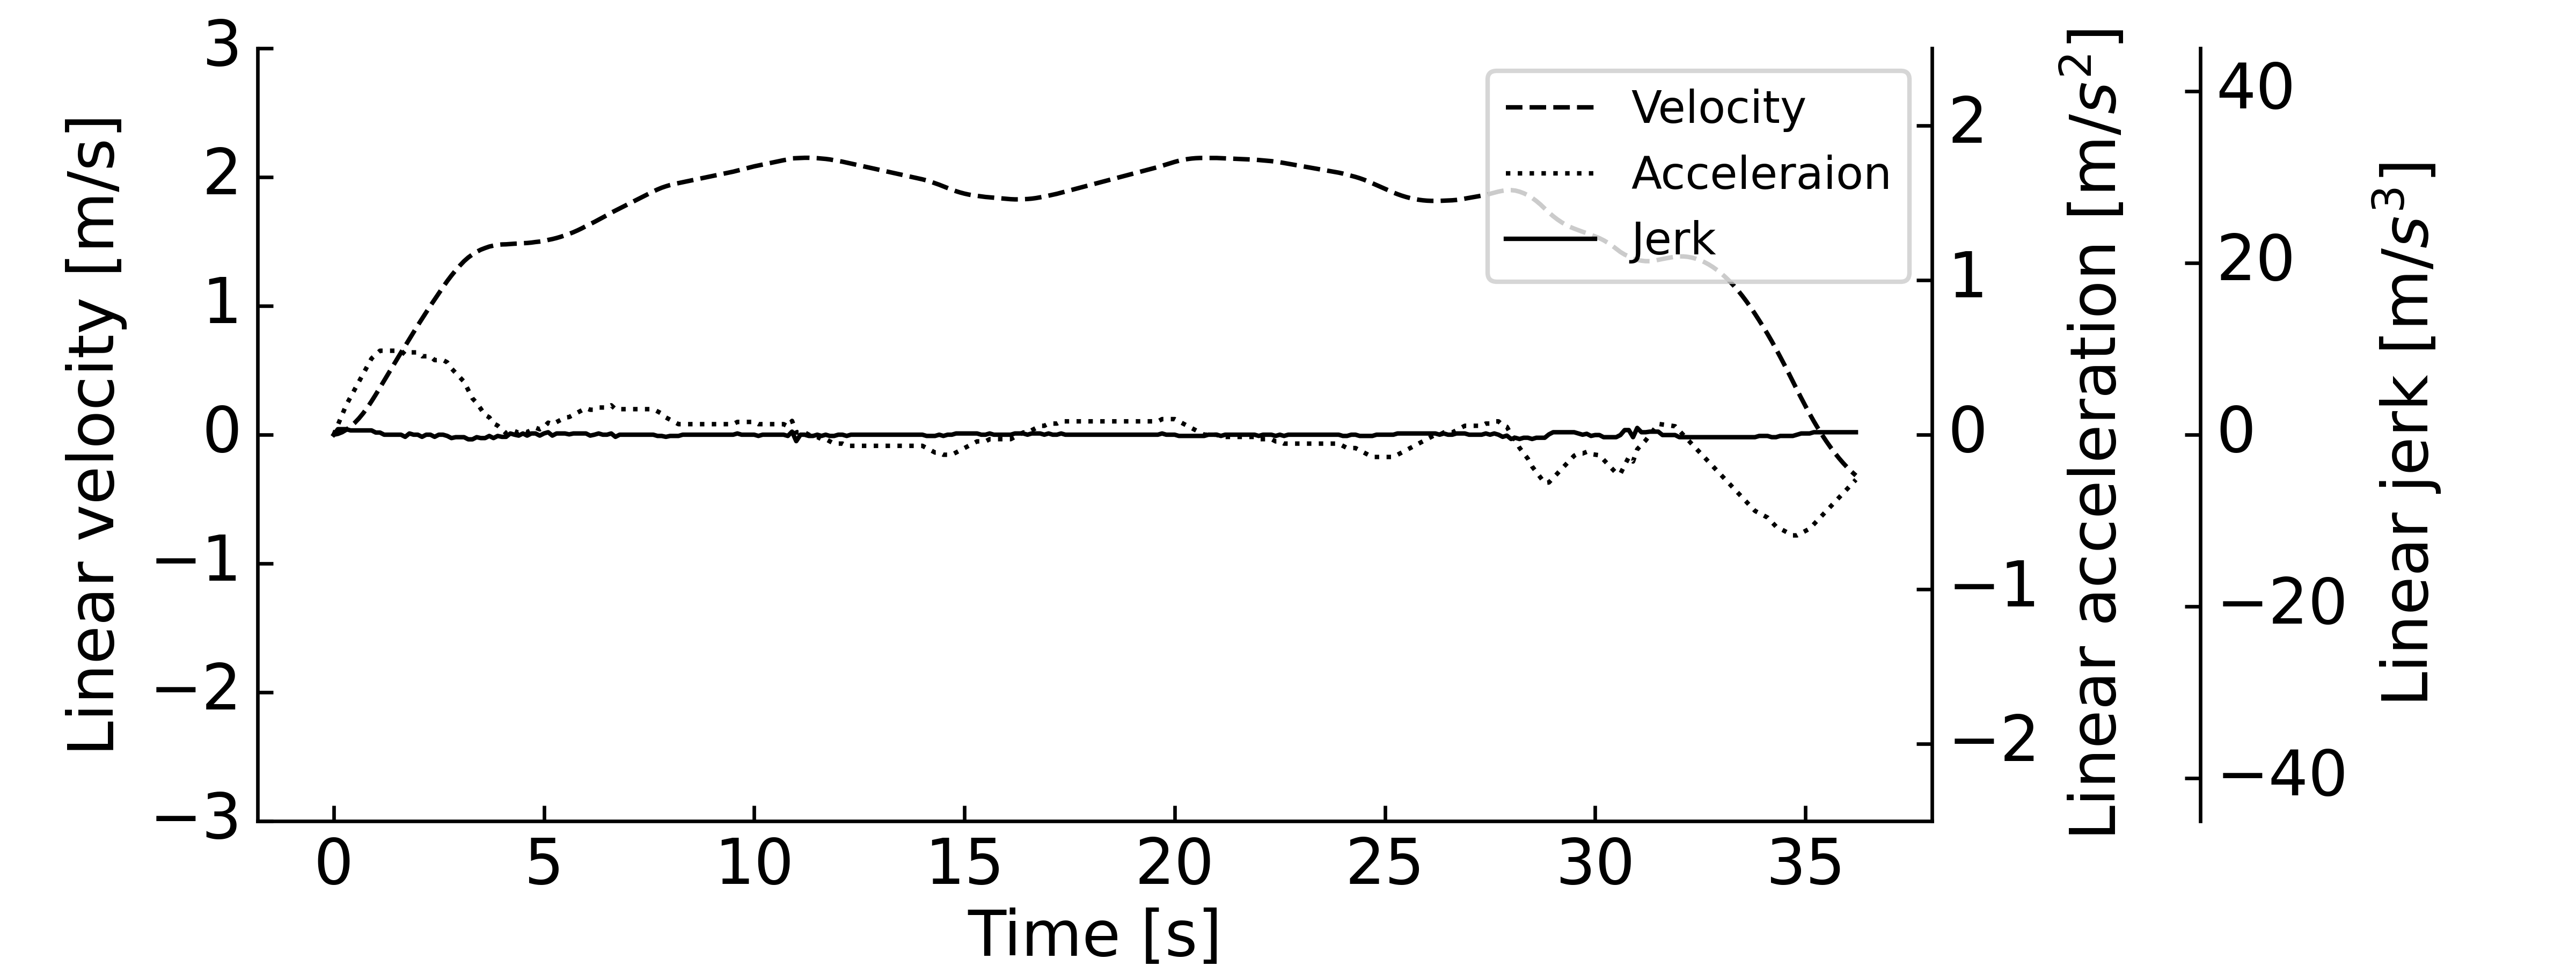 Linear velocity [m/s]
3
2
1
0
−1
−2
−3
0 5 10 15 20 25 30 35
Time [s]
Velocity
Acceleraion
Jerk
2
1
0
−1
−2
Linear acceleration [m/s²]
40
20
0
−20
−40
Linear jerk [m/s³]